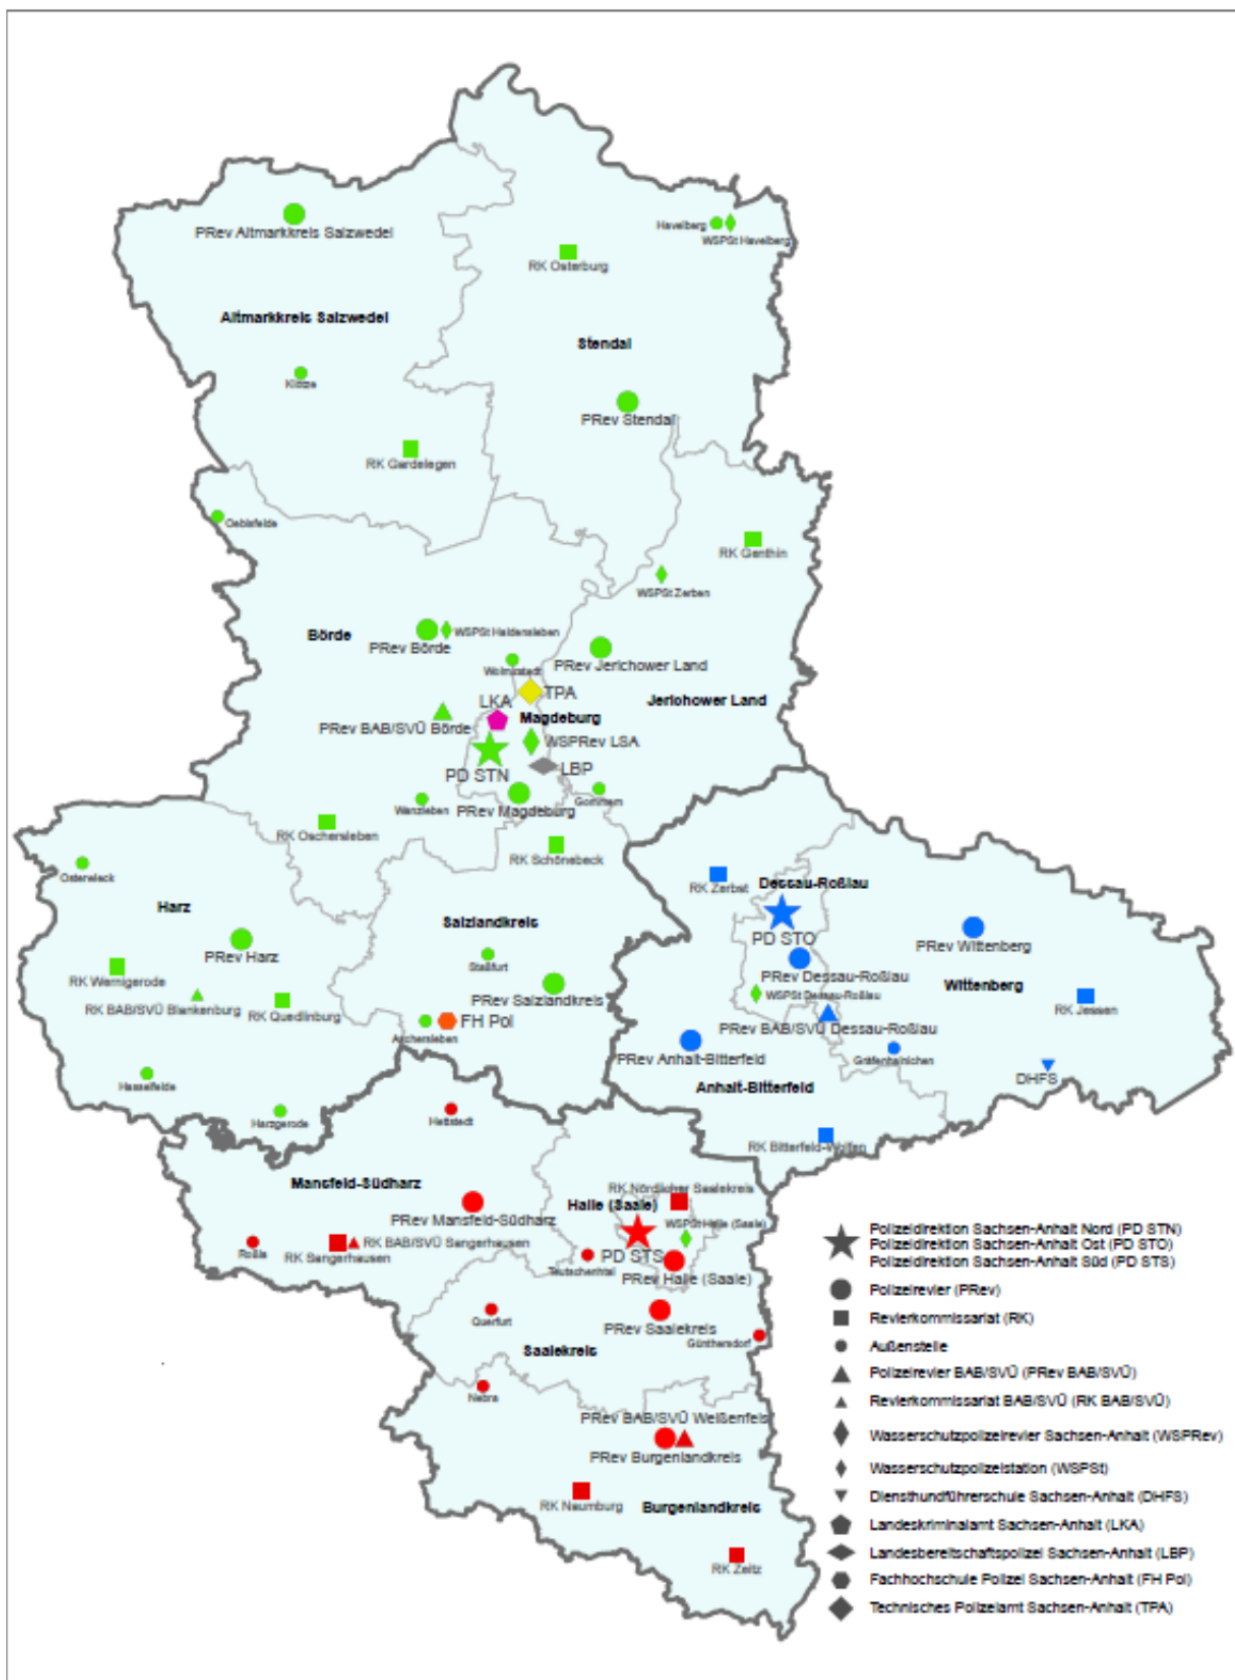 PRev Altmarkkreis Salzwedel
Havelberg
WSPSt Havelberg
RK Osterburg
Altmarkkreis Salzwedel
Stendal
Klötze
PRev Stendal
RK Gardelegen
Oebisfelde
RK Genthin
WSPSt Zerben
Börde
WSPSt Haldensleben
PRev Börde
Wolmirstedt
PRev Jerichower Land
TPA
LKA
Jerichower Land
Magdeburg
PRev BAB/SVÜ Börde
WSPRev LSA
PD STN
LBP
Wanzleben
PRev Magdeburg
Gommern
RK Oschersleben
RK Schönebeck
Osterwieck
RK Zerbst
Dessau-Roßlau
Harz
Salzlandkreis
PD STO
PRev Wittenberg
PRev Harz
Staßfurt
RK Wernigerode
PRev Dessau-Roßlau
Wittenberg
RK BAB/SVÜ Blankenburg
RK Quedlinburg
PRev Salzlandkreis
WSPSt Dessau-Roßlau
RK Jessen
FH Pol
Aschersleben
PRev BAB/SVÜ Dessau-Roßlau
PRev Anhalt-Bitterfeld
Gräfenhainichen
Hasselfelde
Anhalt-Bitterfeld
DHFS
Harzgerode
Hettstedt
RK Bitterfeld-Wolfen
Mansfeld-Südharz
RK Nördlicher Saalekreis
Halle (Saale)
PRev Mansfeld-Südharz
WSPSt Halle (Saale)
Roßla
RK BAB/SVÜ Sangerhausen
RK Sangerhausen
PD STS
Teutschenthal
PRev Halle (Saale)
Querfurt
PRev Saalekreis
Günthersdorf
Saalekreis
Nebra
PRev BAB/SVÜ Weißenfels
PRev Burgenlandkreis
RK Naumburg
Burgenlandkreis
RK Zeitz
Polizeidirektion Sachsen-Anhalt Nord (PD STN)
Polizeidirektion Sachsen-Anhalt Ost (PD STO)
Polizeidirektion Sachsen-Anhalt Süd (PD STS)
Polizeirevier (PRev)
Revierkommissariat (RK)
Außenstelle
Polizeirevier BAB/SVÜ (PRev BAB/SVÜ)
Revierkommissariat BAB/SVÜ (RK BAB/SVÜ)
Wasserschutzpolizeirevier Sachsen-Anhalt (WSPRev)
Wasserschutzpolizeistation (WSPSt)
Diensthundführerschule Sachsen-Anhalt (DHFS)
Landeskriminalamt Sachsen-Anhalt (LKA)
Landesbereitschaftspolizei Sachsen-Anhalt (LBP)
Fachhochschule Polizei Sachsen-Anhalt (FH Pol)
Technisches Polizeiamt Sachsen-Anhalt (TPA)